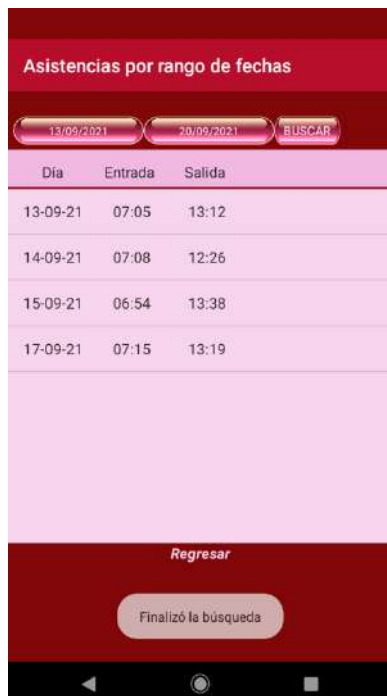 Asistencias por rango de fechas
13/09/2021 20/09/2021 BUSCAR
Día Entrada Salida
13-09-21 07:05 13:12
14-09-21 07:08 12:26
15-09-21 06:54 13:38
17-09-21 07:15 13:19
Regresar
Finalizó la búsqueda